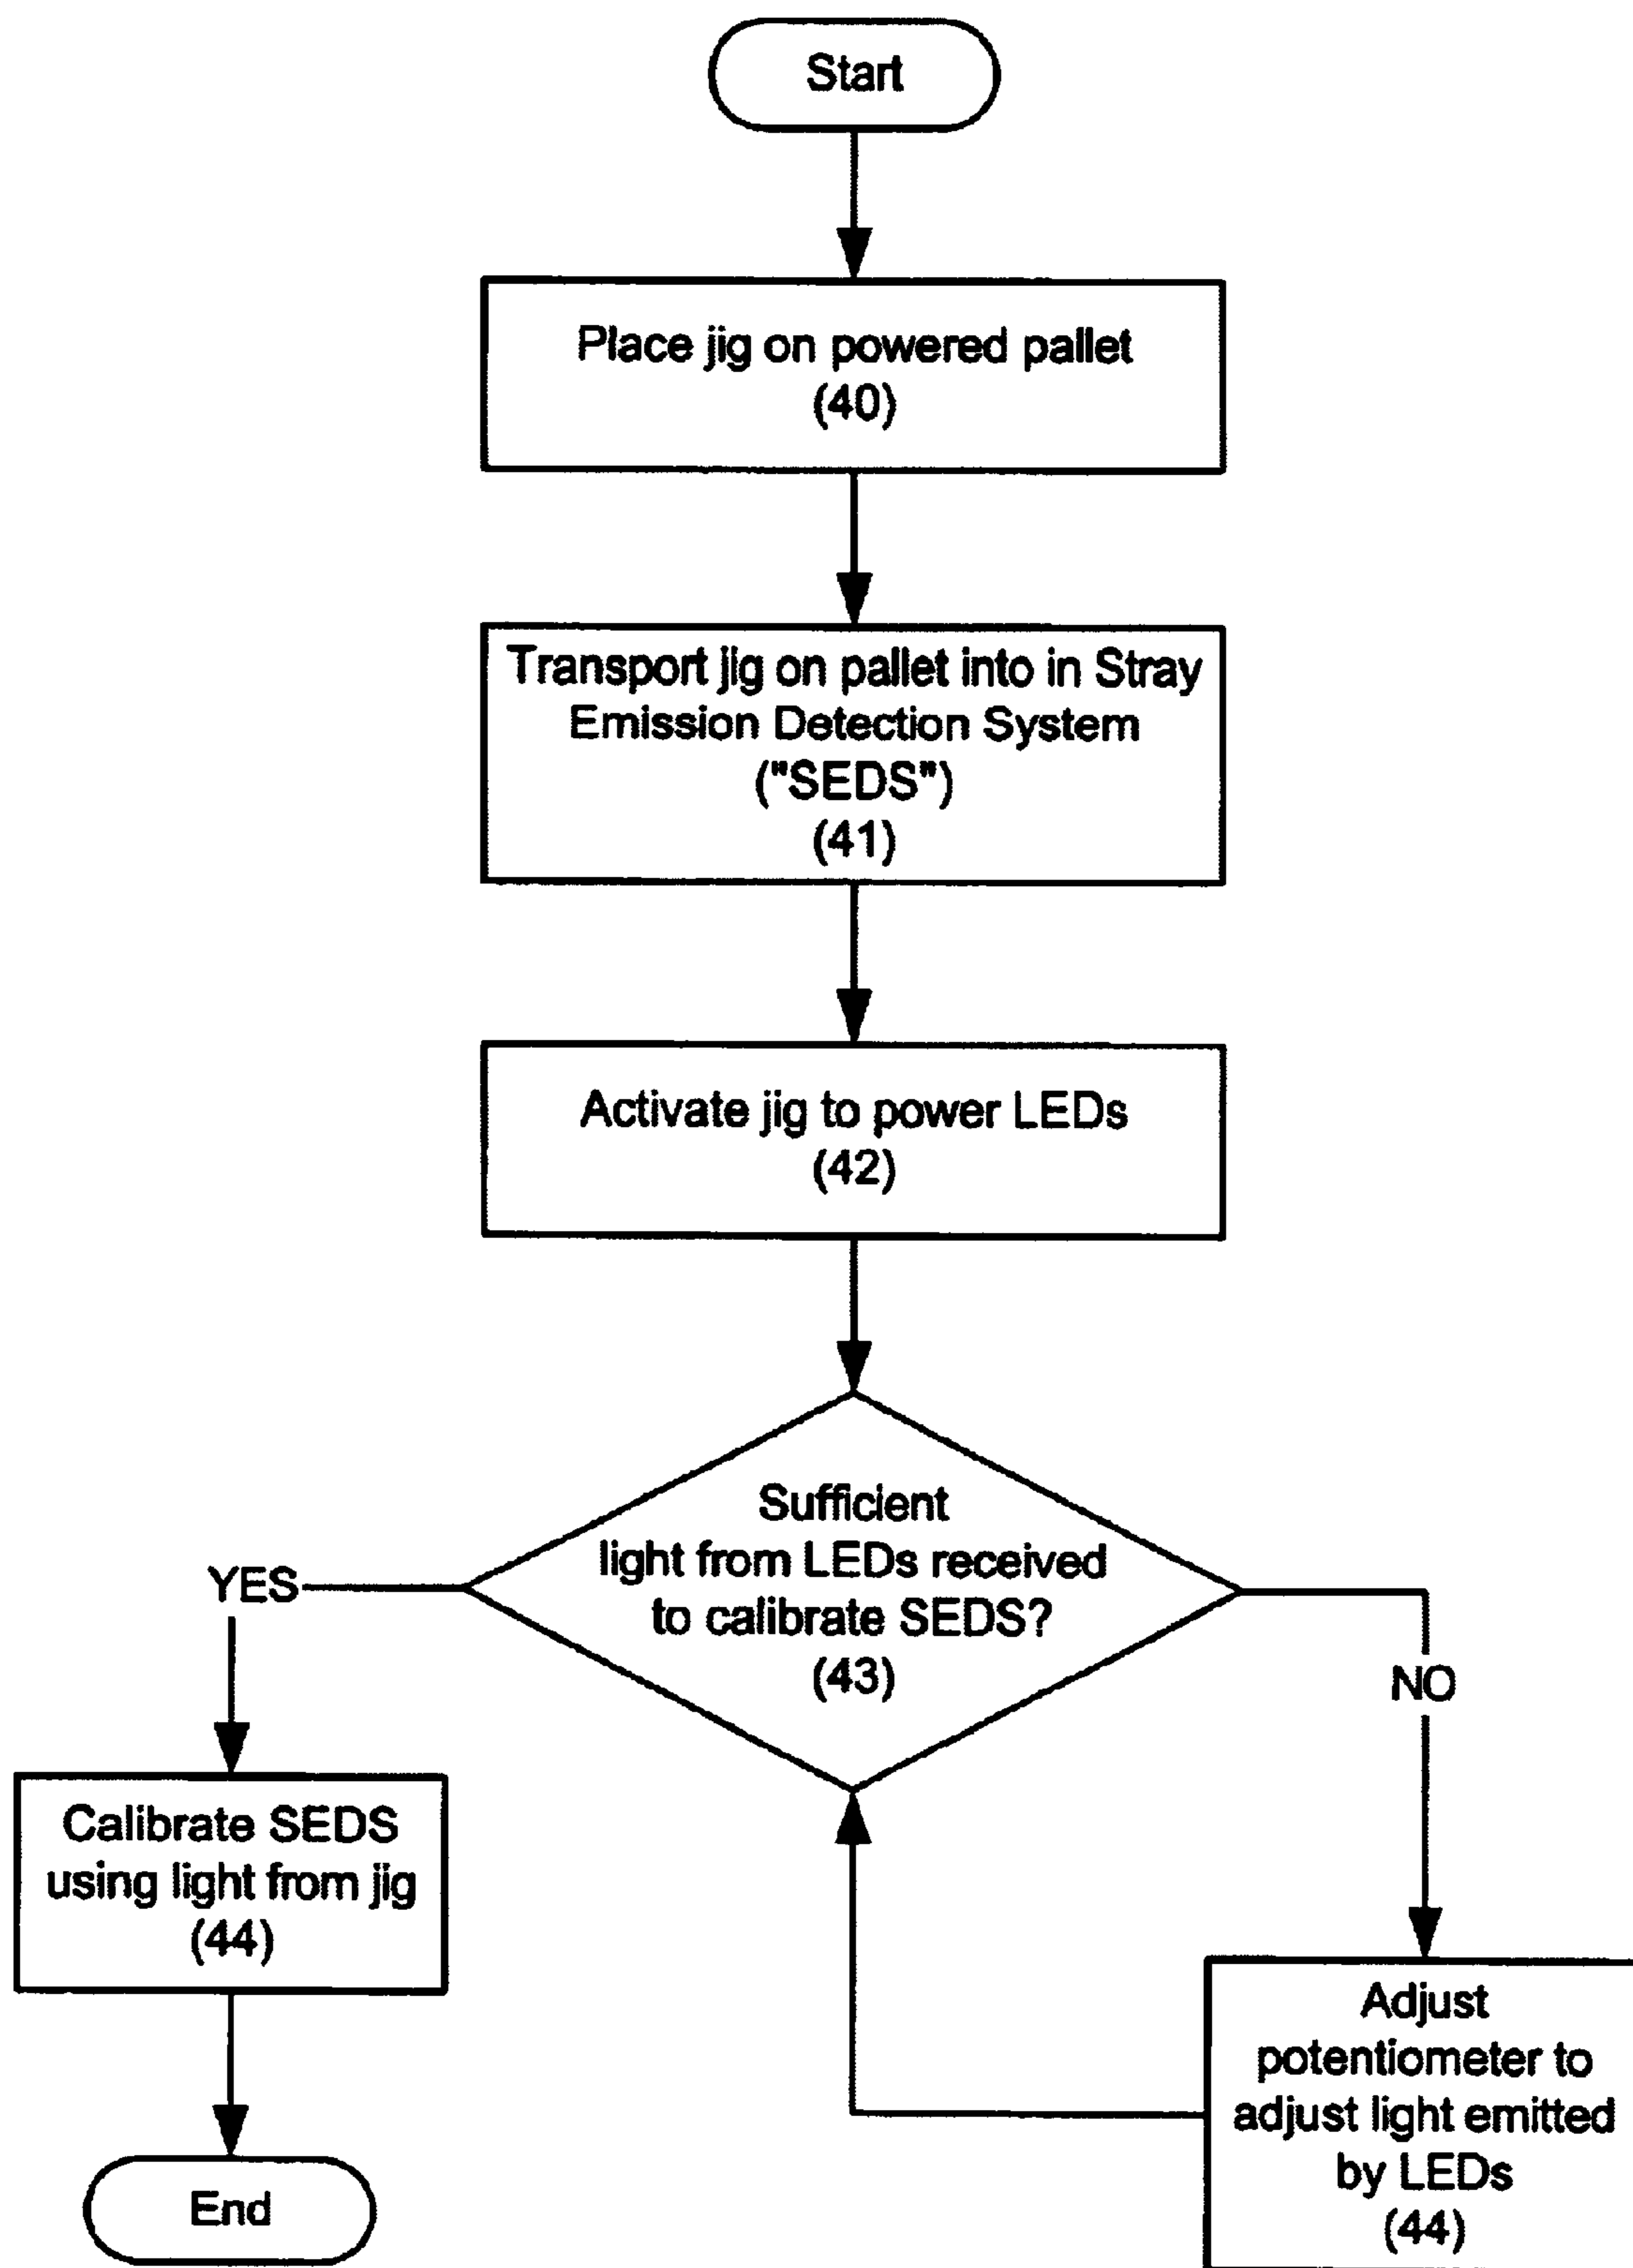 Start
Place jig on powered pallet
(40)
Transport jig on pallet into in Stray
Emission Detection System
("SEDS")
(41)
Activate jig to power LEDs
(42)
Sufficient
light from LEDs received
to calibrate SEDS?
(43)
YES
NO
Calibrate SEDS
using light from jig
(44)
Adjust
potentiometer to
adjust light emitted
by LEDs
(44)
End